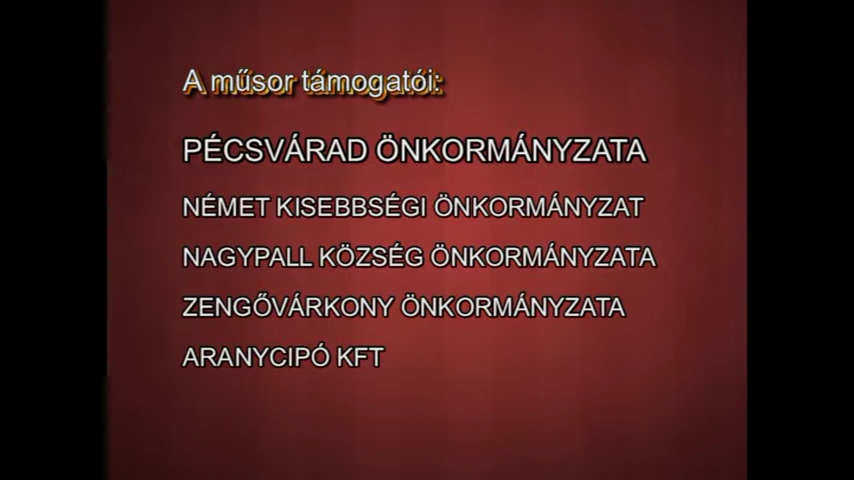 A műsor támogatói:
PÉCSVÁRAD ÖNKORMÁNYZATA
NÉMET KISEBBSÉGI ÖNKORMÁNYZAT
NAGYPALL KÖZSÉG ÖNKORMÁNYZATA
ZENGŐVÁRKONY ÖNKORMÁNYZATA
ARANYCIPÓ KFT